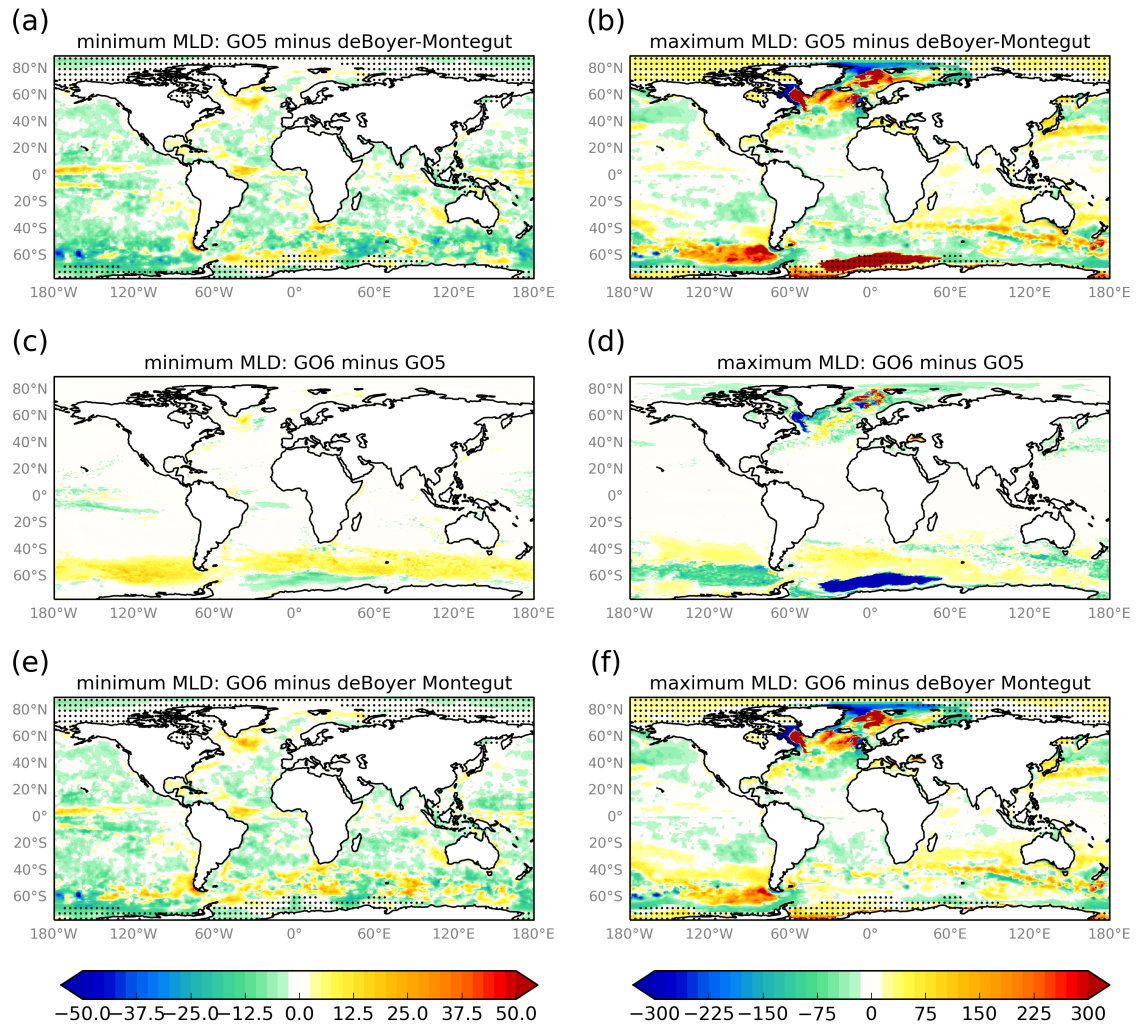 (a)
minimum MLD: GO5 minus deBoyer-Montegut
80°N
60°N
40°N
20°N
0°
20°S
40°S
60°S
180°W 120°W 60°W 0° 60°E 120°E 180°E
(b)
maximum MLD: GO5 minus deBoyer-Montegut
80°N
60°N
40°N
20°N
0°
20°S
40°S
60°S
180°W 120°W 60°W 0° 60°E 120°E 180°E
(c)
minimum MLD: GO6 minus GO5
80°N
60°N
40°N
20°N
0°
20°S
40°S
60°S
180°W 120°W 60°W 0° 60°E 120°E 180°E
(d)
maximum MLD: GO6 minus GO5
80°N
60°N
40°N
20°N
0°
20°S
40°S
60°S
180°W 120°W 60°W 0° 60°E 120°E 180°E
(e)
minimum MLD: GO6 minus deBoyer Montegut
80°N
60°N
40°N
20°N
0°
20°S
40°S
60°S
180°W 120°W 60°W 0° 60°E 120°E 180°E
(f)
maximum MLD: GO6 minus deBoyer Montegut
80°N
60°N
40°N
20°N
0°
20°S
40°S
60°S
180°W 120°W 60°W 0° 60°E 120°E 180°E
−50.0 −37.5 −25.0 −12.5 0.0 12.5 25.0 37.5 50.0
−300 −225 −150 −75 0 75 150 225 300